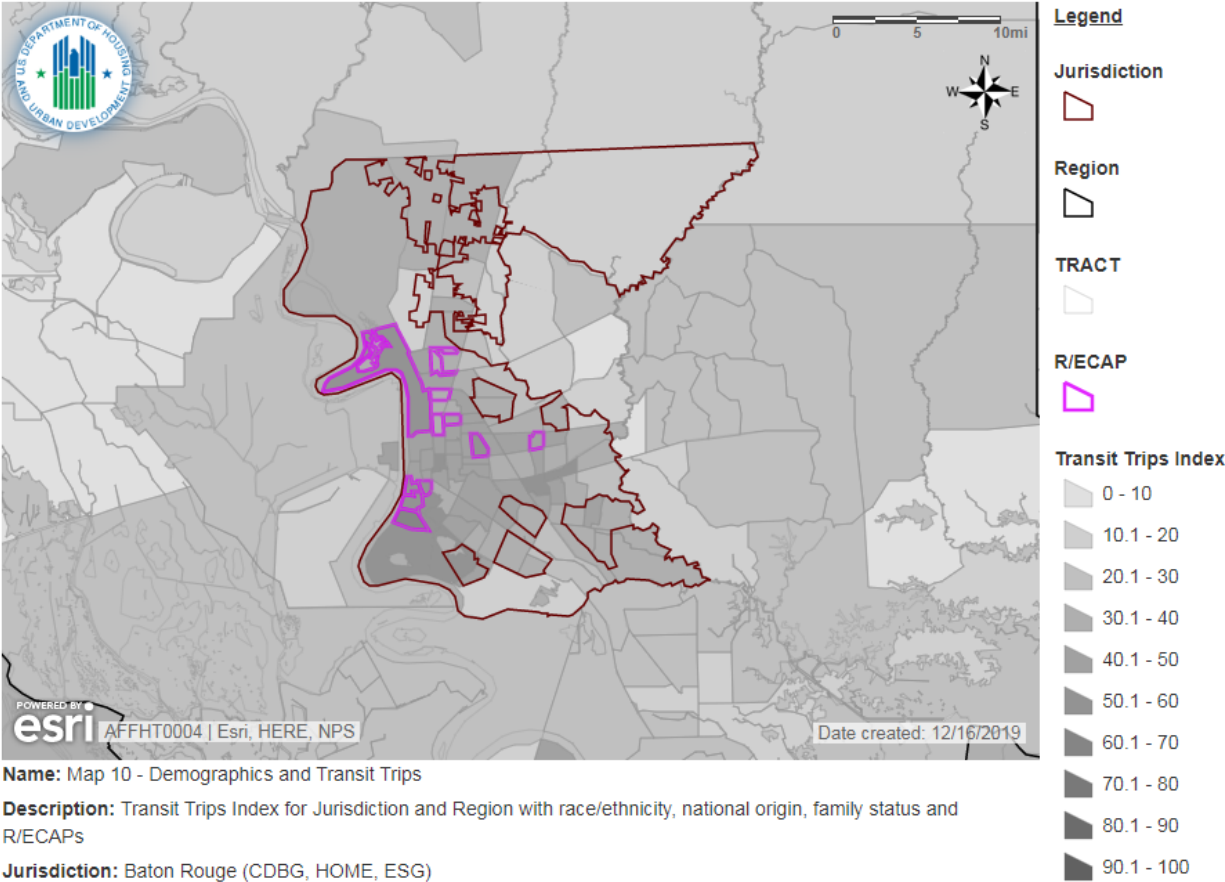 U.S. DEPARTMENT OF HOUSING
AND URBAN DEVELOPMENT
0 5 10mi
N
W E
S
POWERED BY
esri
AFFHT0004 | Esri, HERE, NPS
Date created: 12/16/2019
Legend
Jurisdiction
Region
TRACT
R/ECAP
Transit Trips Index
0 - 10
10.1 - 20
20.1 - 30
30.1 - 40
40.1 - 50
50.1 - 60
60.1 - 70
70.1 - 80
80.1 - 90
90.1 - 100
Name: Map 10 - Demographics and Transit Trips
Description: Transit Trips Index for Jurisdiction and Region with race/ethnicity, national origin, family status and
R/ECAPs
Jurisdiction: Baton Rouge (CDBG, HOME, ESG)